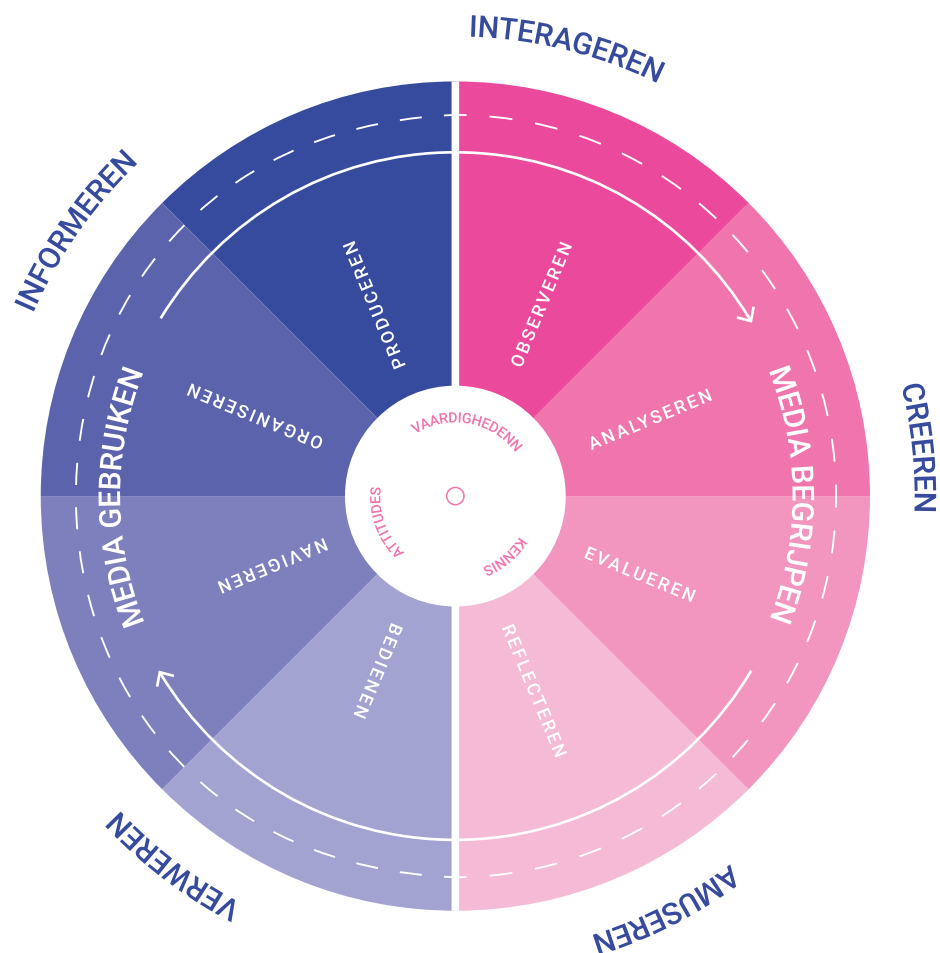 INTERAGEREN
CREEREN
AMUSEREN
VERWEREN
INFORMEREN
MEDIA BEGRIJPEN
MEDIA GEBRUIKEN
OBSERVEREN
ANALYSEREN
EVALUEREN
REFLECTEREN
BEDIENEN
NAVIGEREN
ORGANISEREN
PRODUCEREN
VAARDIGHEDENN
KENNIS
ATTITUDES